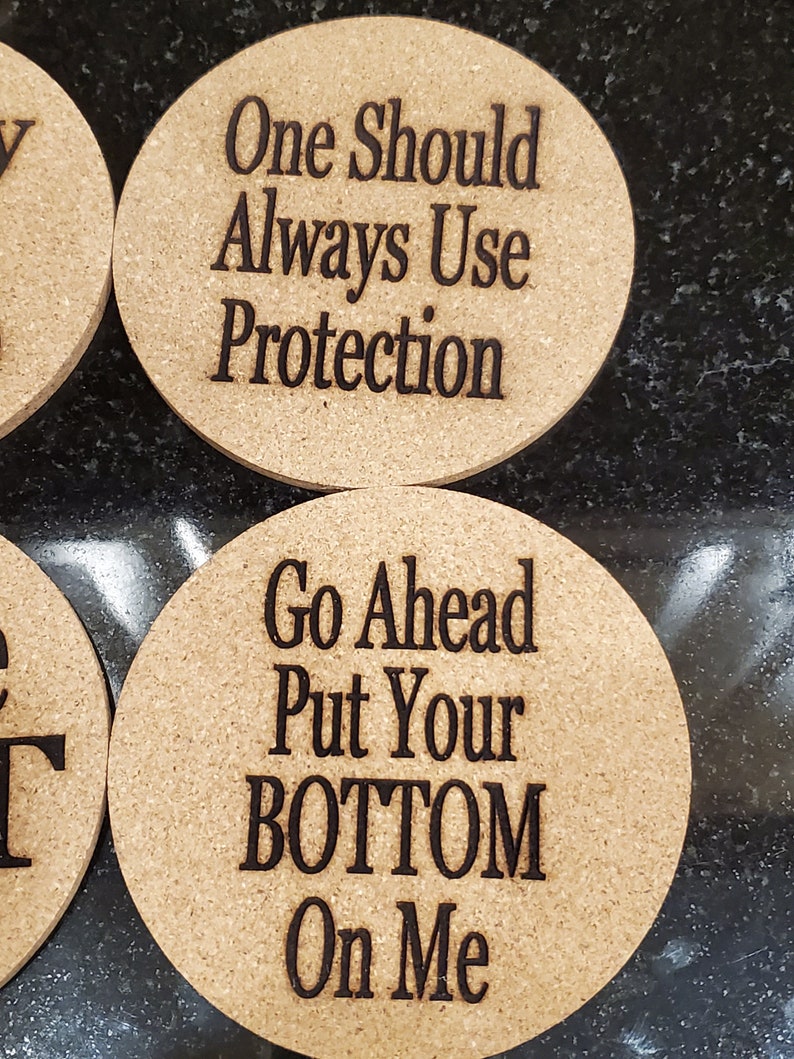 One Should
Always Use
Protection
Go Ahead
Put Your
BOTTOM
On Me